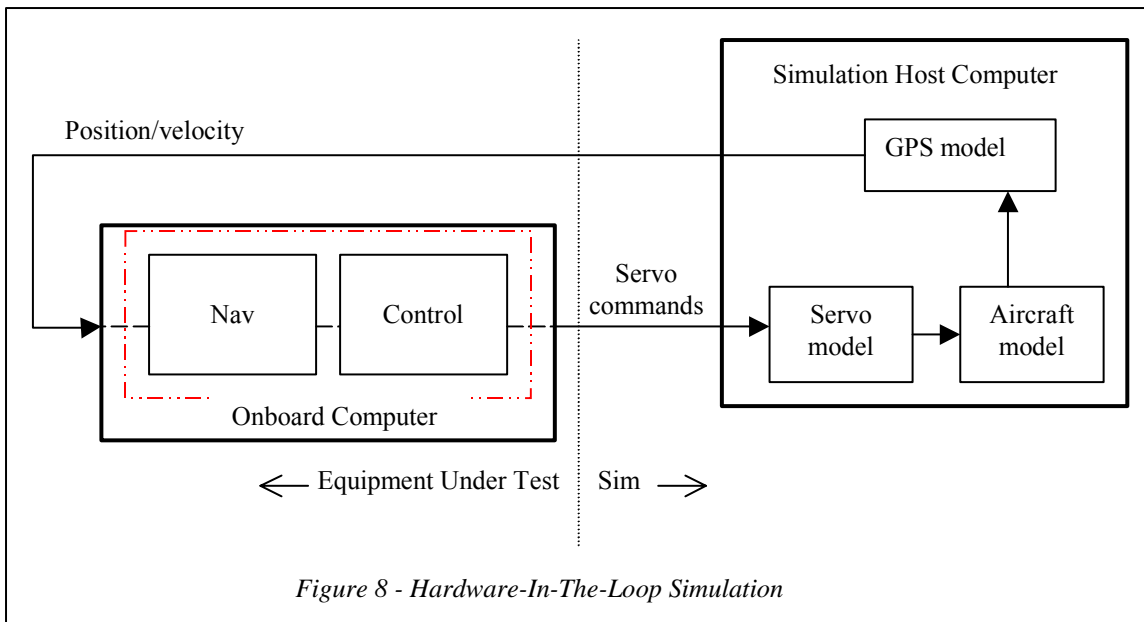 Simulation Host Computer
Position/velocity
GPS model
Servo
commands
Nav
Control
Servo
model
Aircraft
model
Onboard Computer
Equipment Under Test
Sim
Figure 8 - Hardware-In-The-Loop Simulation